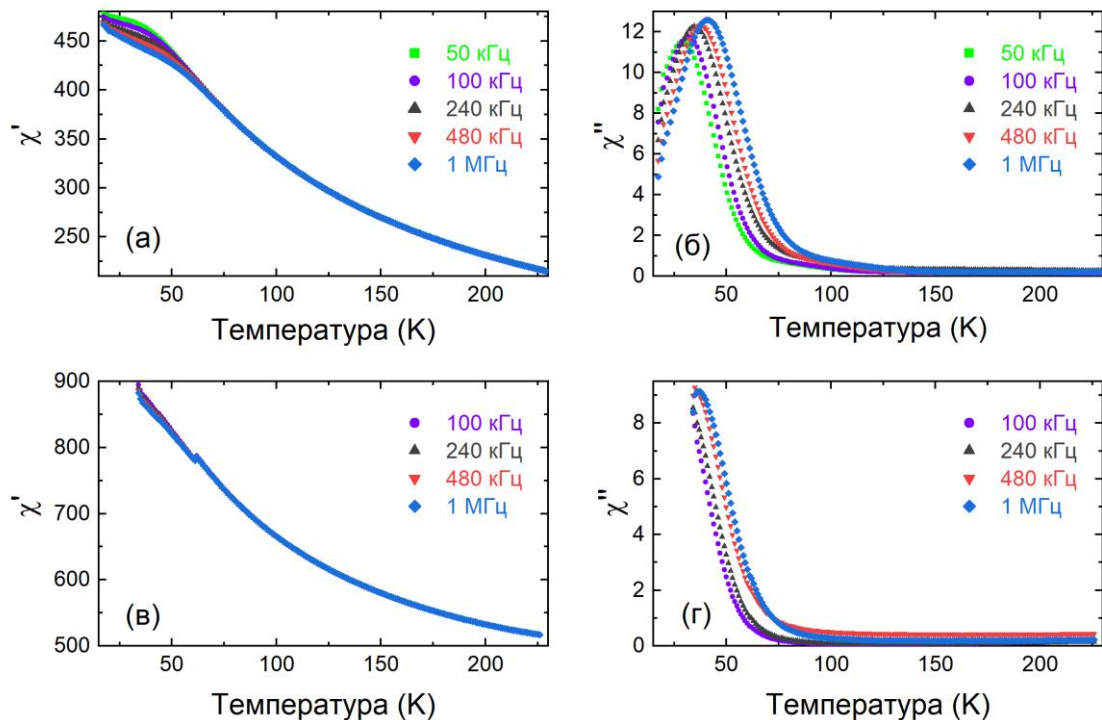 450
400
350
300
250
χ'
50 кГц
100 кГц
240 кГц
480 кГц
1 МГц
(а)
50 100 150 200
Температура (K)
12
10
8
6
4
2
0
χ''
50 кГц
100 кГц
240 кГц
480 кГц
1 МГц
(б)
50 100 150 200
Температура (K)
900
800
700
600
500
χ'
100 кГц
240 кГц
480 кГц
1 МГц
(в)
50 100 150 200
Температура (K)
8
6
4
2
0
χ''
100 кГц
240 кГц
480 кГц
1 МГц
(г)
50 100 150 200
Температура (K)